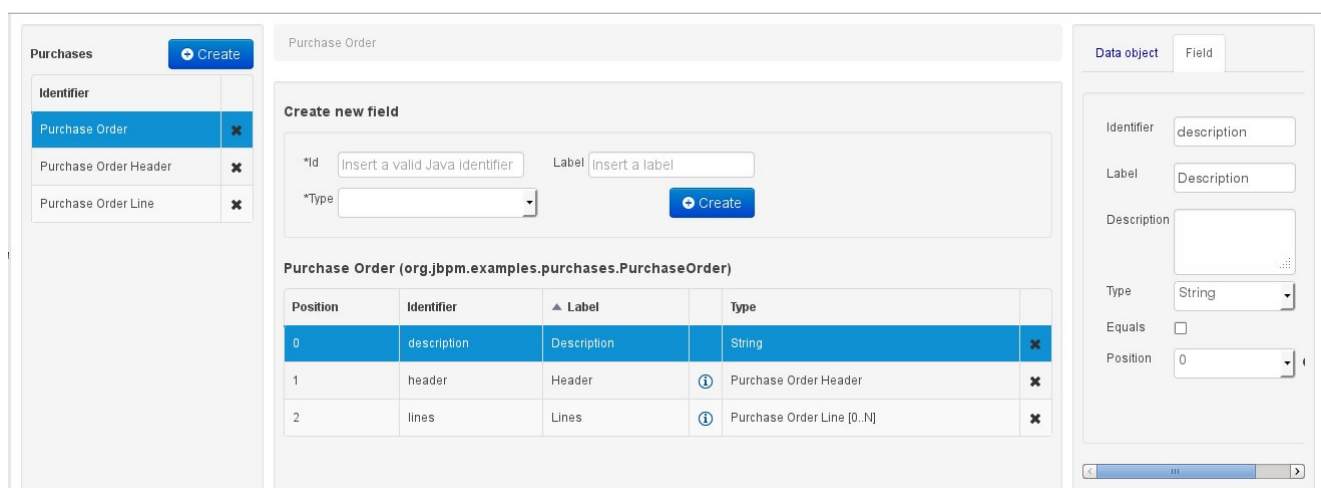 Purchases
Create
Identifier
Purchase Order
Purchase Order Header
Purchase Order Line
Purchase Order
Create new field
*Id Insert a valid Java identifier Label Insert a label
*Type Create
Purchase Order (org.jbpm.examples.purchases.PurchaseOrder)
Position Identifier Label Type
0 description Description String
1 header Header Purchase Order Header
2 lines Lines Purchase Order Line [0..N]
Data object Field
Identifier description
Label Description
Description
Type String
Equals
Position 0